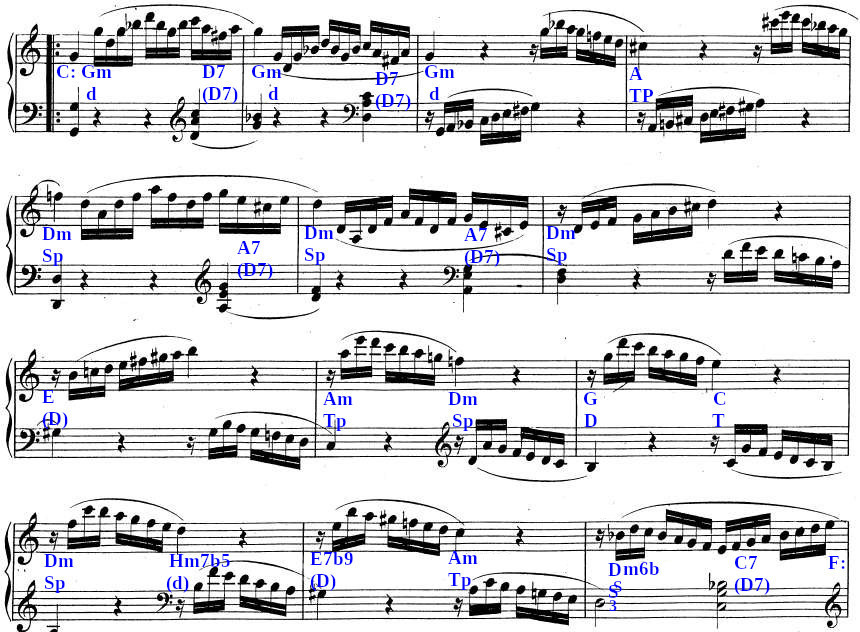 C: Gm D7 Gm D7 Gm A
d (D7) d (D7) d TP
Dm A7 Dm A7 Dm
Sp (D7) Sp (D7) Sp
E Am Dm G C
(D) Tp Sp D T
Dm Hm7b5 E7b9 Am Dm6b C7 F:
Sp (d) (D) Tp S (D7)
S
3